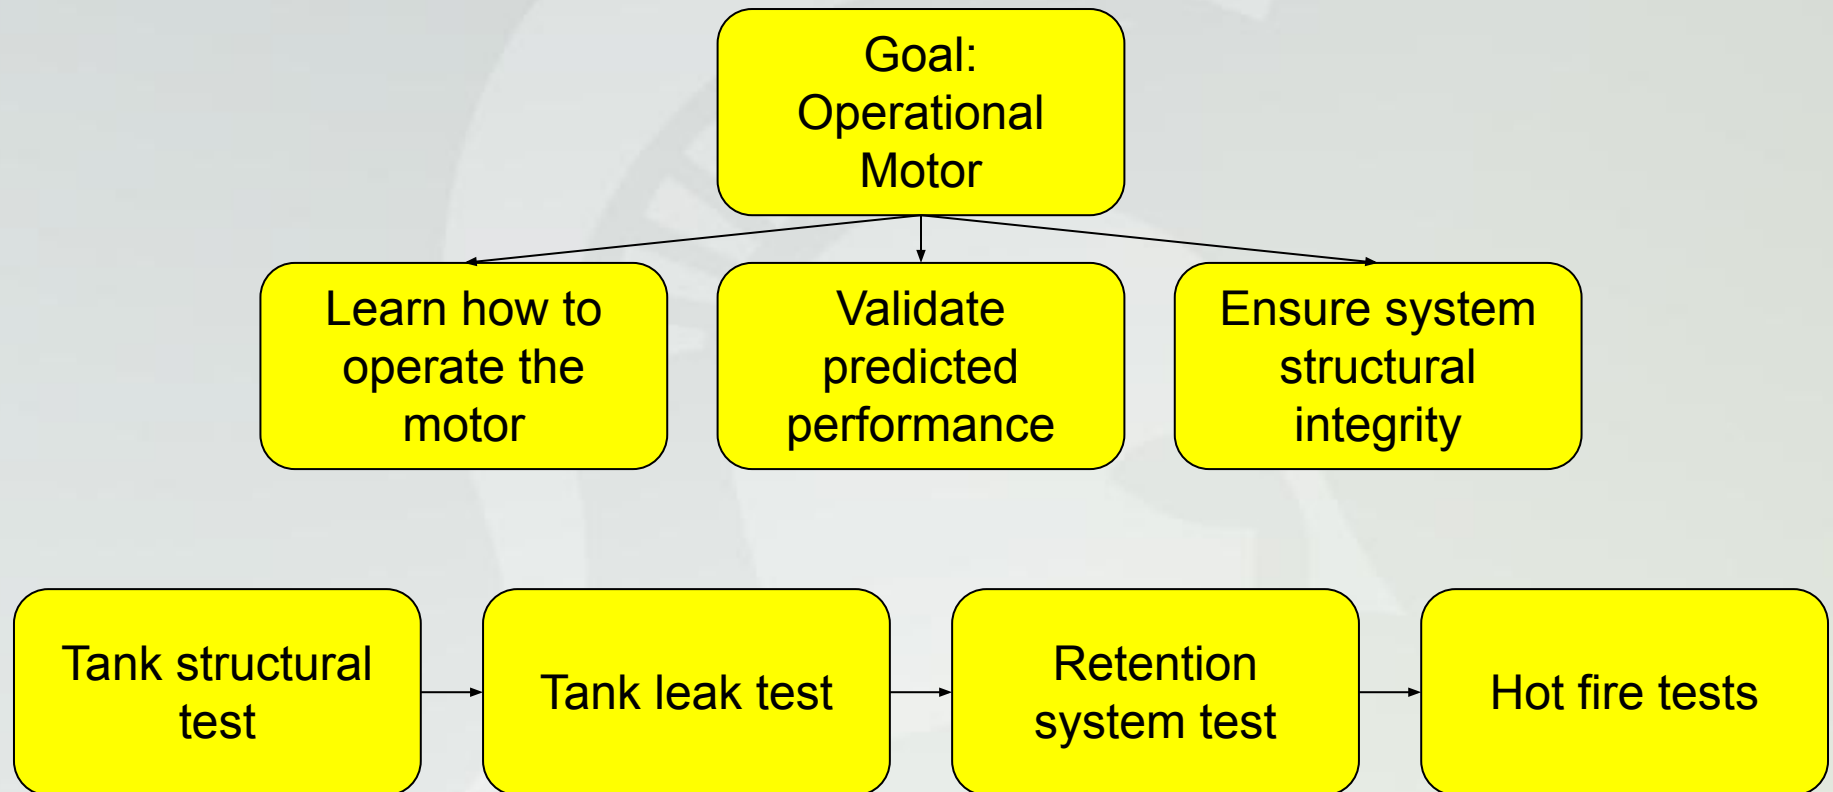 Goal:
Operational
Motor
Learn how to
operate the
motor
Validate
predicted
performance
Ensure system
structural
integrity
Tank structural
test
Tank leak test
Retention
system test
Hot fire tests